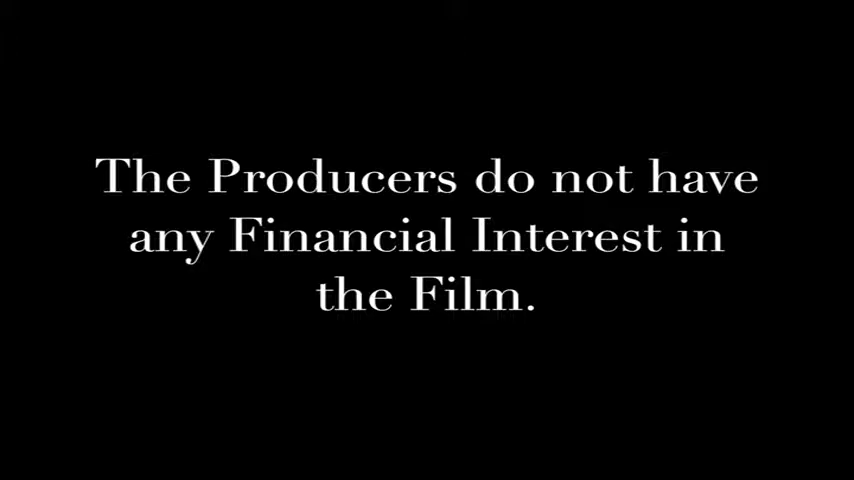 The Producers do not have
any Financial Interest in
the Film.